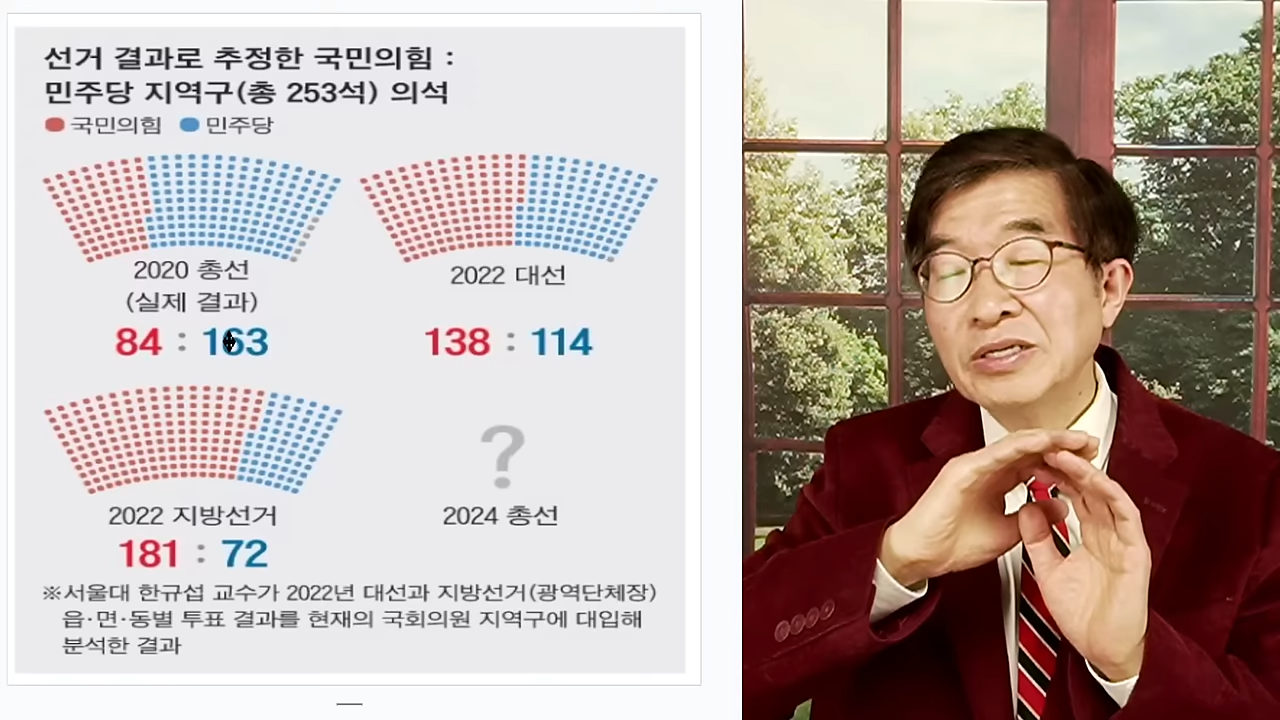 선거 결과로 추정한 국민의힘 :
민주당 지역구(총 253석) 의석
국민의힘 민주당
2020 총선
(실제 결과)
84 : 163
2022 대선
138 : 114
2022 지방선거
181 : 72
?
2024 총선
※서울대 한규섭 교수가 2022년 대선과 지방선거(광역단체장)
읍·면·동별 투표 결과를 현재의 국회의원 지역구에 대입해
분석한 결과